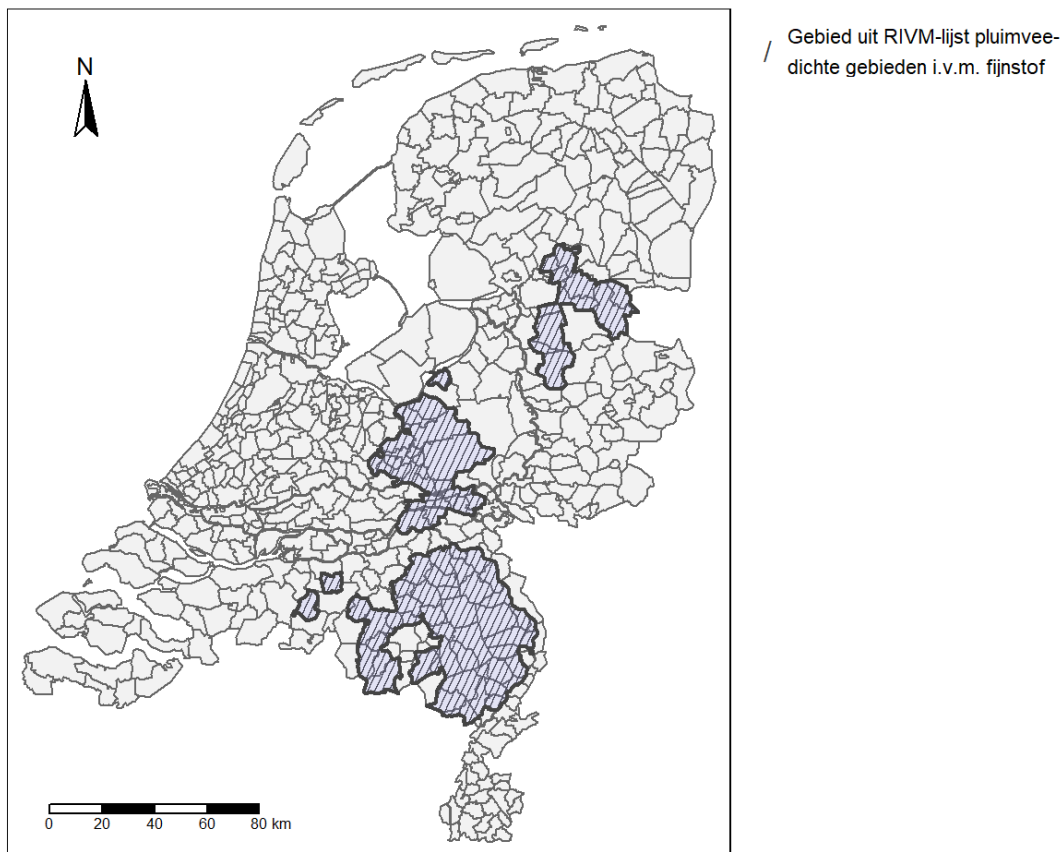 N
/ Gebied uit RIVM-lijst pluimvee-
dichte gebieden i.v.m. fijnstof
0 20 40 60 80 km